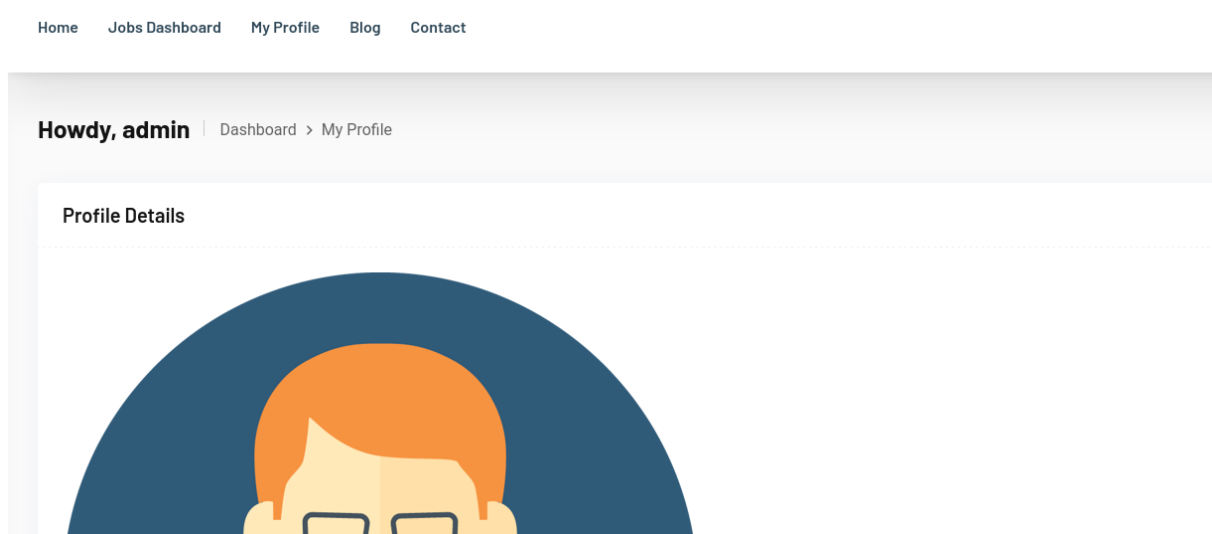 Home Jobs Dashboard My Profile Blog Contact
Howdy, admin Dashboard > My Profile
Profile Details